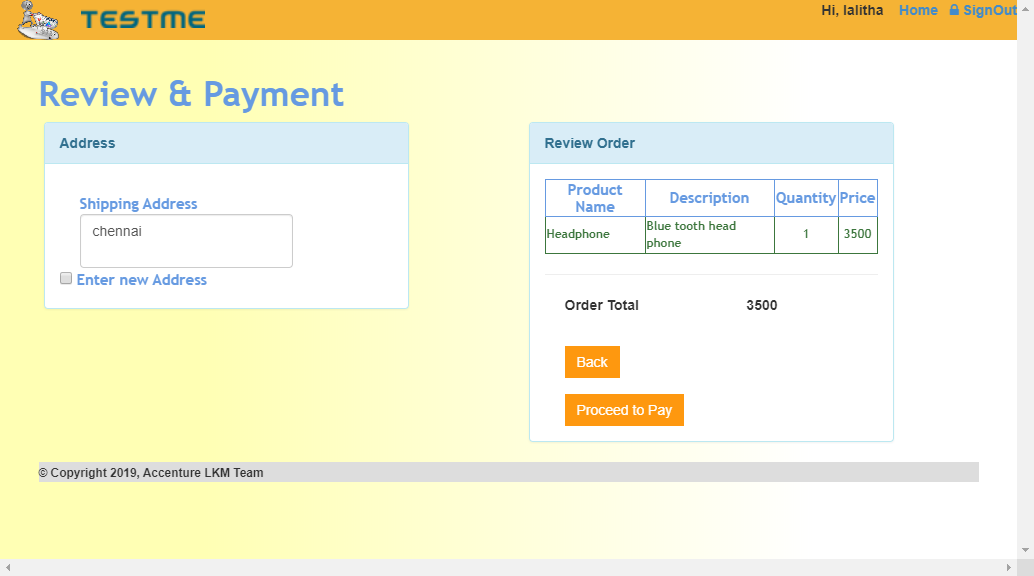 TESTME
Hi, lalitha Home SignOut
Review & Payment
Address
Shipping Address
chennai
Enter new Address
Review Order
Product Name Description Quantity Price
Headphone Blue tooth head phone 1 3500
Order Total 3500
Back
Proceed to Pay
© Copyright 2019, Accenture LKM Team